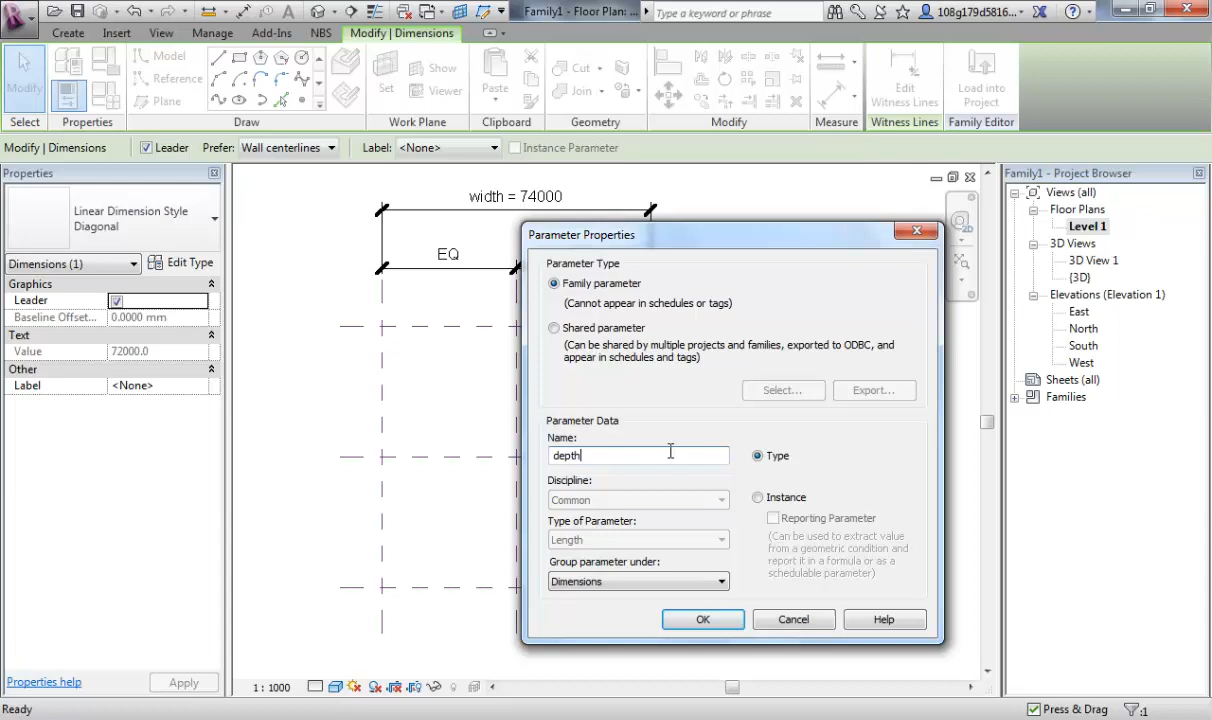 Family1 - Floor Plan: ...
Type a keyword or phrase
108g179d5816...
Create
Insert
View
Manage
Add-Ins
NBS
Modify | Dimensions
Modify
Model
Reference
Plane
Set
Show
Viewer
Paste
Cut
Join
Edit
Witness Lines
Load into
Project
Select
Properties
Draw
Work Plane
Clipboard
Geometry
Modify
Measure
Witness Lines
Family Editor
Modify | Dimensions
Leader
Prefer:
Wall centerlines
Label:
<None>
Instance Parameter
Properties
Linear Dimension Style
Diagonal
Dimensions (1)
Edit Type
Graphics
Leader
Baseline Offset...
0.0000 mm
Text
Value
72000.0
Other
Label
<None>
Properties help
Apply
width = 74000
EQ
Parameter Properties
Parameter Type
Family parameter
(Cannot appear in schedules or tags)
Shared parameter
(Can be shared by multiple projects and families, exported to ODBC, and
appear in schedules and tags)
Select...
Export...
Parameter Data
Name:
depth
Type
Discipline:
Common
Instance
Reporting Parameter
Type of Parameter:
Length
(Can be used to extract value
from a geometric condition and
report it in a formula or as a
schedulable parameter)
Group parameter under:
Dimensions
OK
Cancel
Help
2D
Family1 - Project Browser
Views (all)
Floor Plans
Level 1
3D Views
3D View 1
{3D}
Elevations (Elevation 1)
East
North
South
West
Sheets (all)
Families
1 : 1000
Ready
Press & Drag
:1